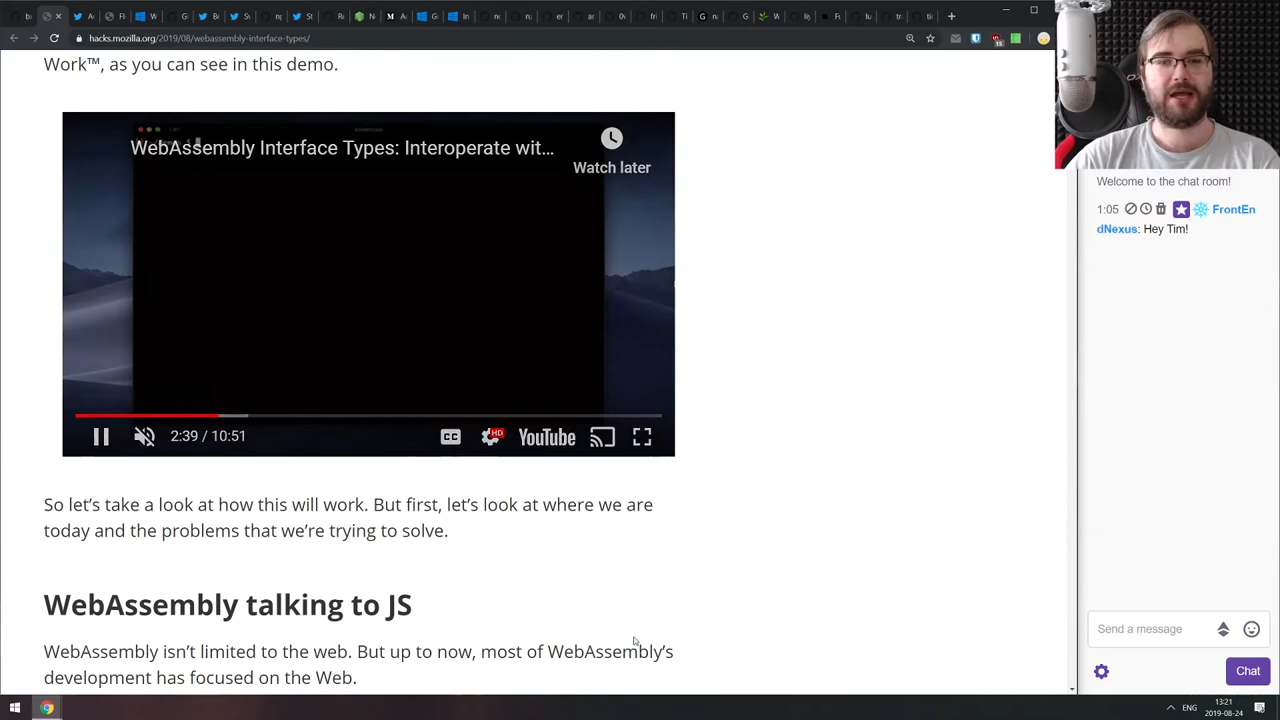 hacks.mozilla.org/2019/08/webassembly-interface-types/
Work™, as you can see in this demo.
WebAssembly Interface Types: Interoperate wit…
Watch later
2:39 / 10:51
CC
HD
YouTube
So let’s take a look at how this will work. But first, let’s look at where we are
today and the problems that we’re trying to solve.
WebAssembly talking to JS
WebAssembly isn’t limited to the web. But up to now, most of WebAssembly’s
development has focused on the Web.
Welcome to the chat room!
1:05 FrontEn
dNexus: Hey Tim!
Send a message
Chat
ENG
13:21
2019-08-24